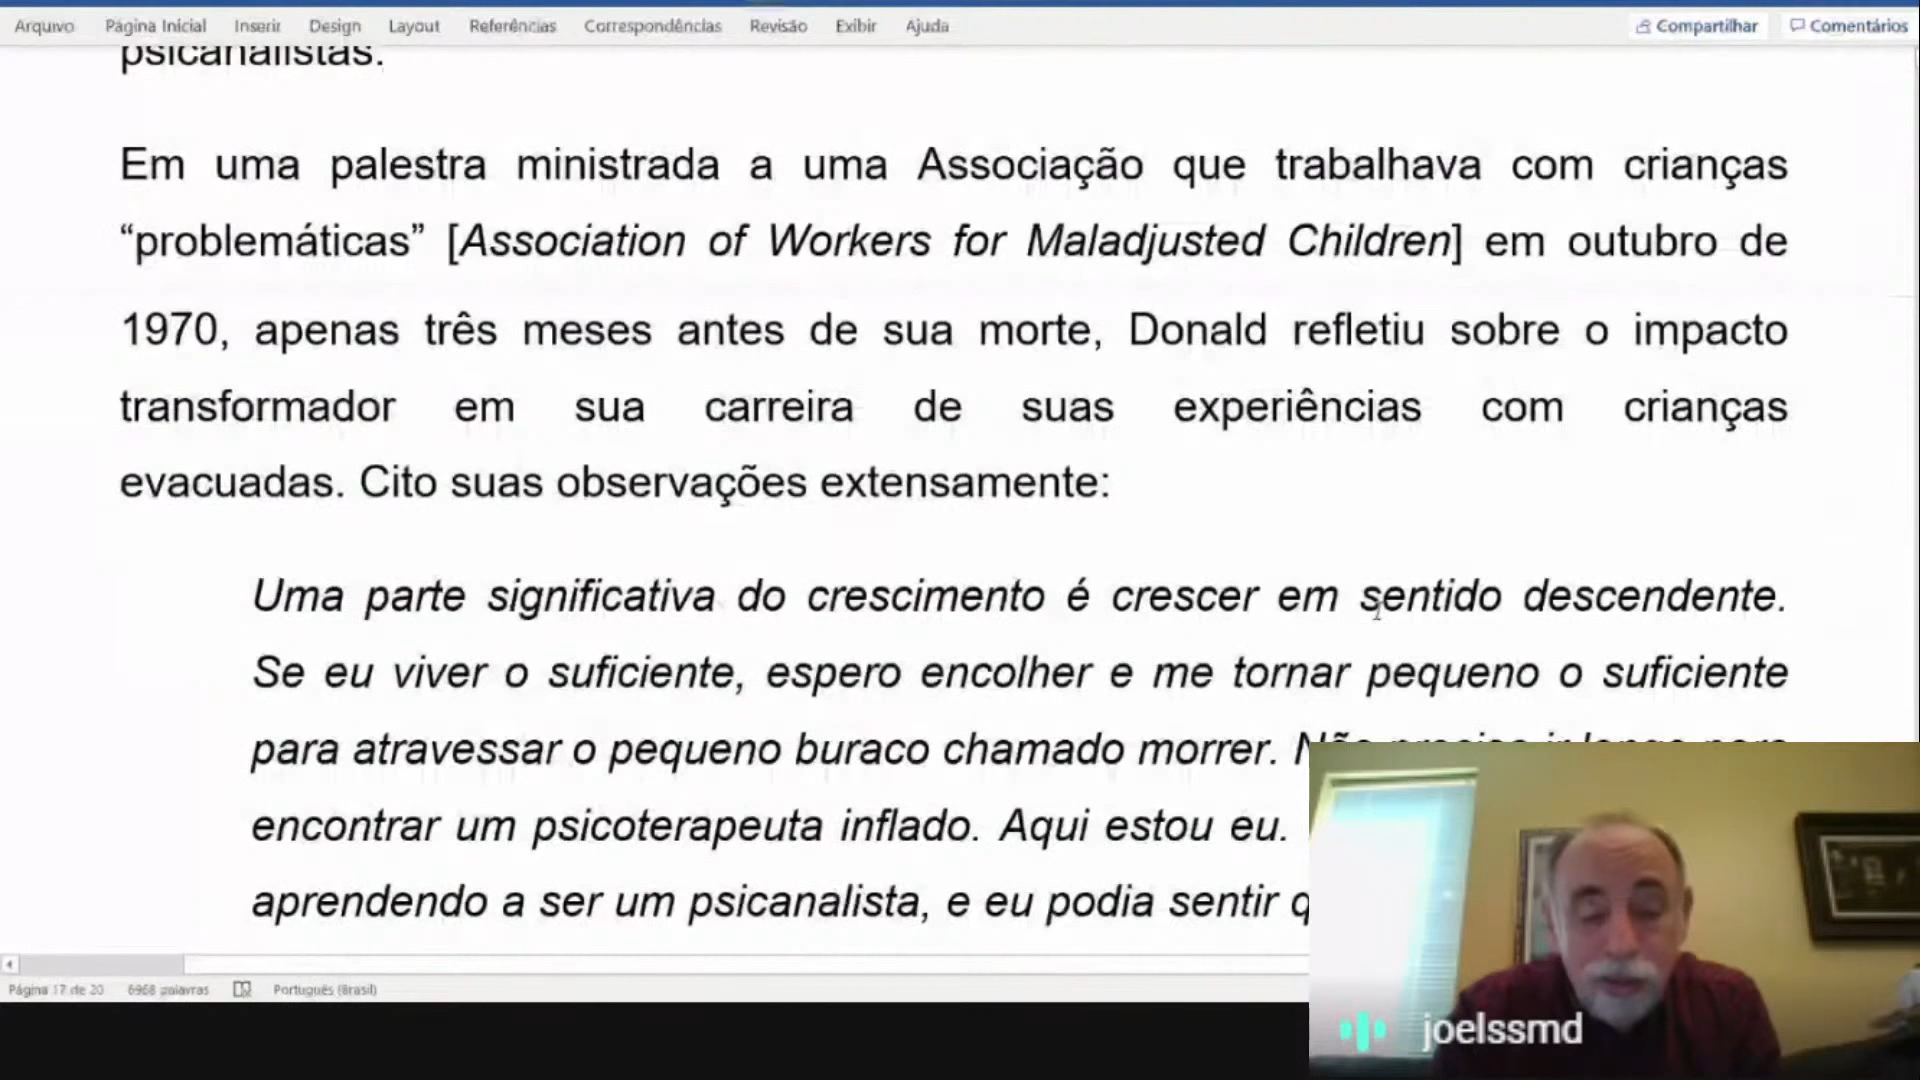 Arquivo Página Inicial Inserir Design Layout Referências Correspondências Revisão Exibir Ajuda Compartilhar Comentários
psicanalistas.
Em uma palestra ministrada a uma Associação que trabalhava com crianças
“problemáticas” [Association of Workers for Maladjusted Children] em outubro de
1970, apenas três meses antes de sua morte, Donald refletiu sobre o impacto
transformador em sua carreira de suas experiências com crianças
evacuadas. Cito suas observações extensamente:
Uma parte significativa do crescimento é crescer em sentido descendente.
Se eu viver o suficiente, espero encolher e me tornar pequeno o suficiente
para atravessar o pequeno buraco chamado morrer.
encontrar um psicoterapeuta inflado. Aqui estou eu.
aprendendo a ser um psicanalista, e eu podia sentir
Página 17 de 20 6968 palavras Português (Brasil)
joelssmd